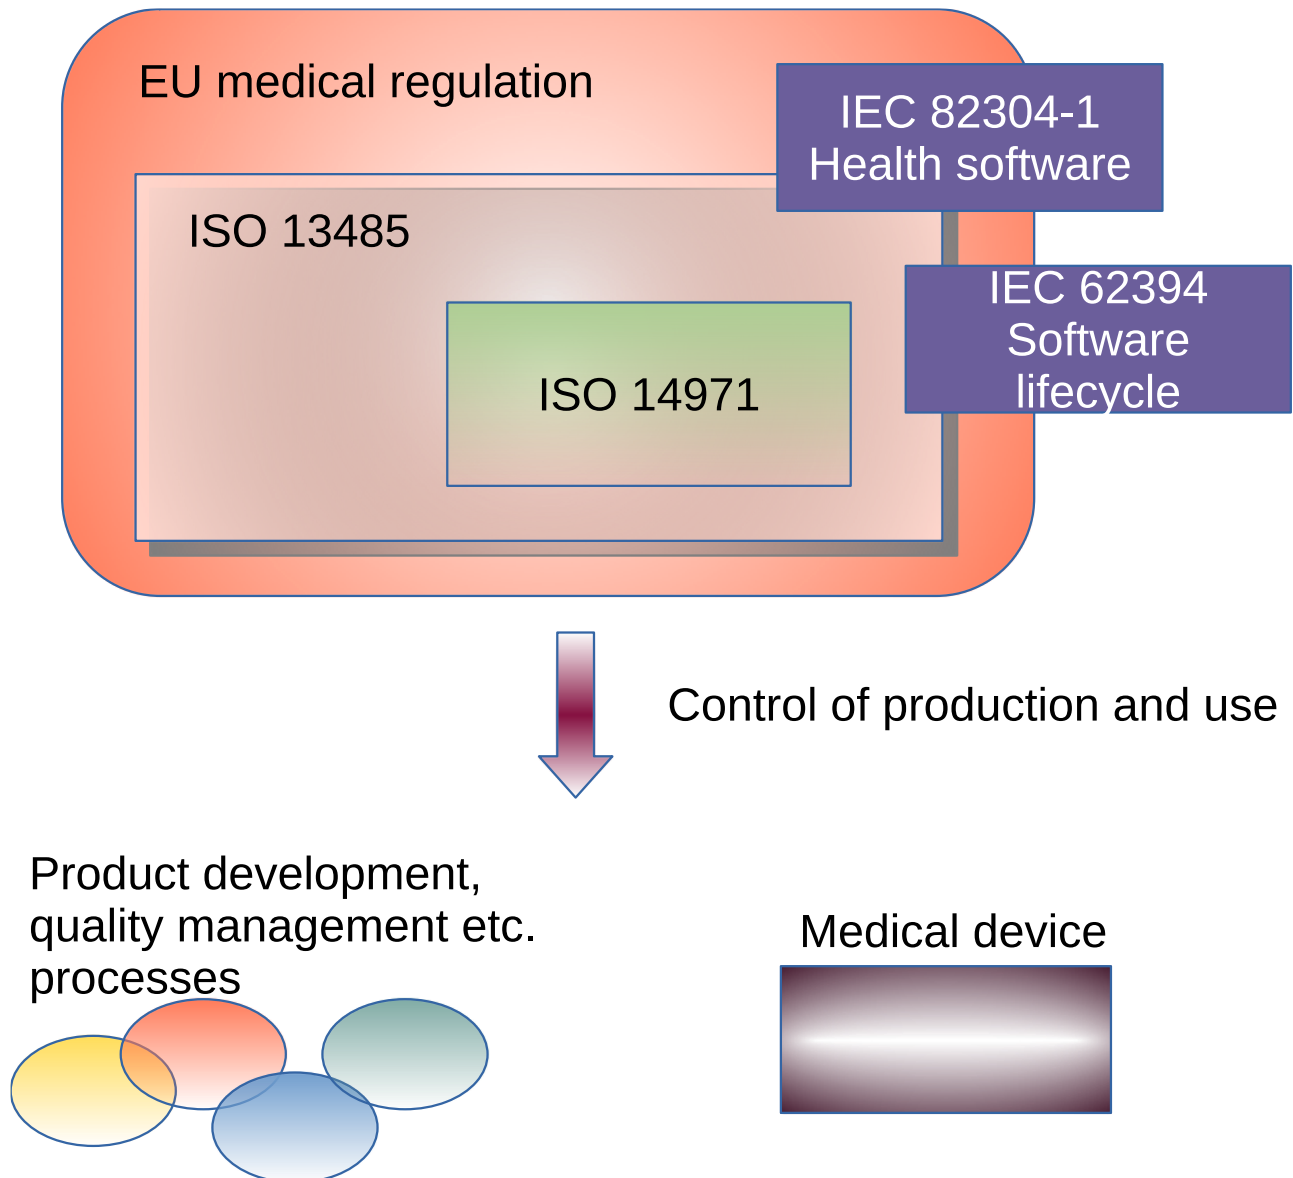 EU medical regulation
IEC 82304-1
Health software
ISO 13485
IEC 62394
Software
lifecycle
ISO 14971
Control of production and use
Product development,
quality management etc.
processes
Medical device